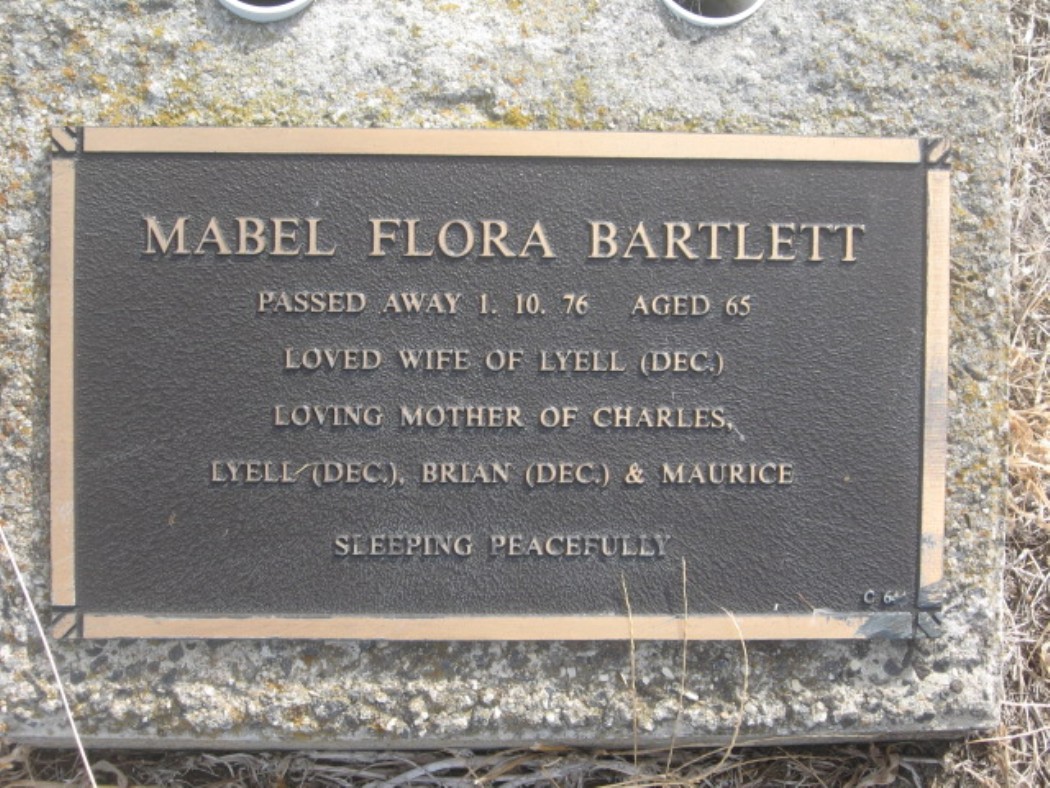 MABEL FLORA BARTLETT
PASSED AWAY 1. 10. 76 AGED 65
LOVED WIFE OF LYELL (DEC.)
LOVING MOTHER OF CHARLES,
LYELL (DEC.), BRIAN (DEC.) & MAURICE
SLEEPING PEACEFULLY